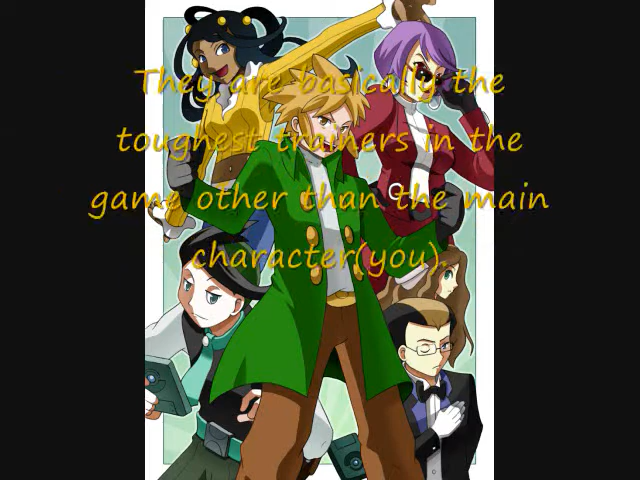 They are basically the
toughest trainers in the
game other than the main
character(you).